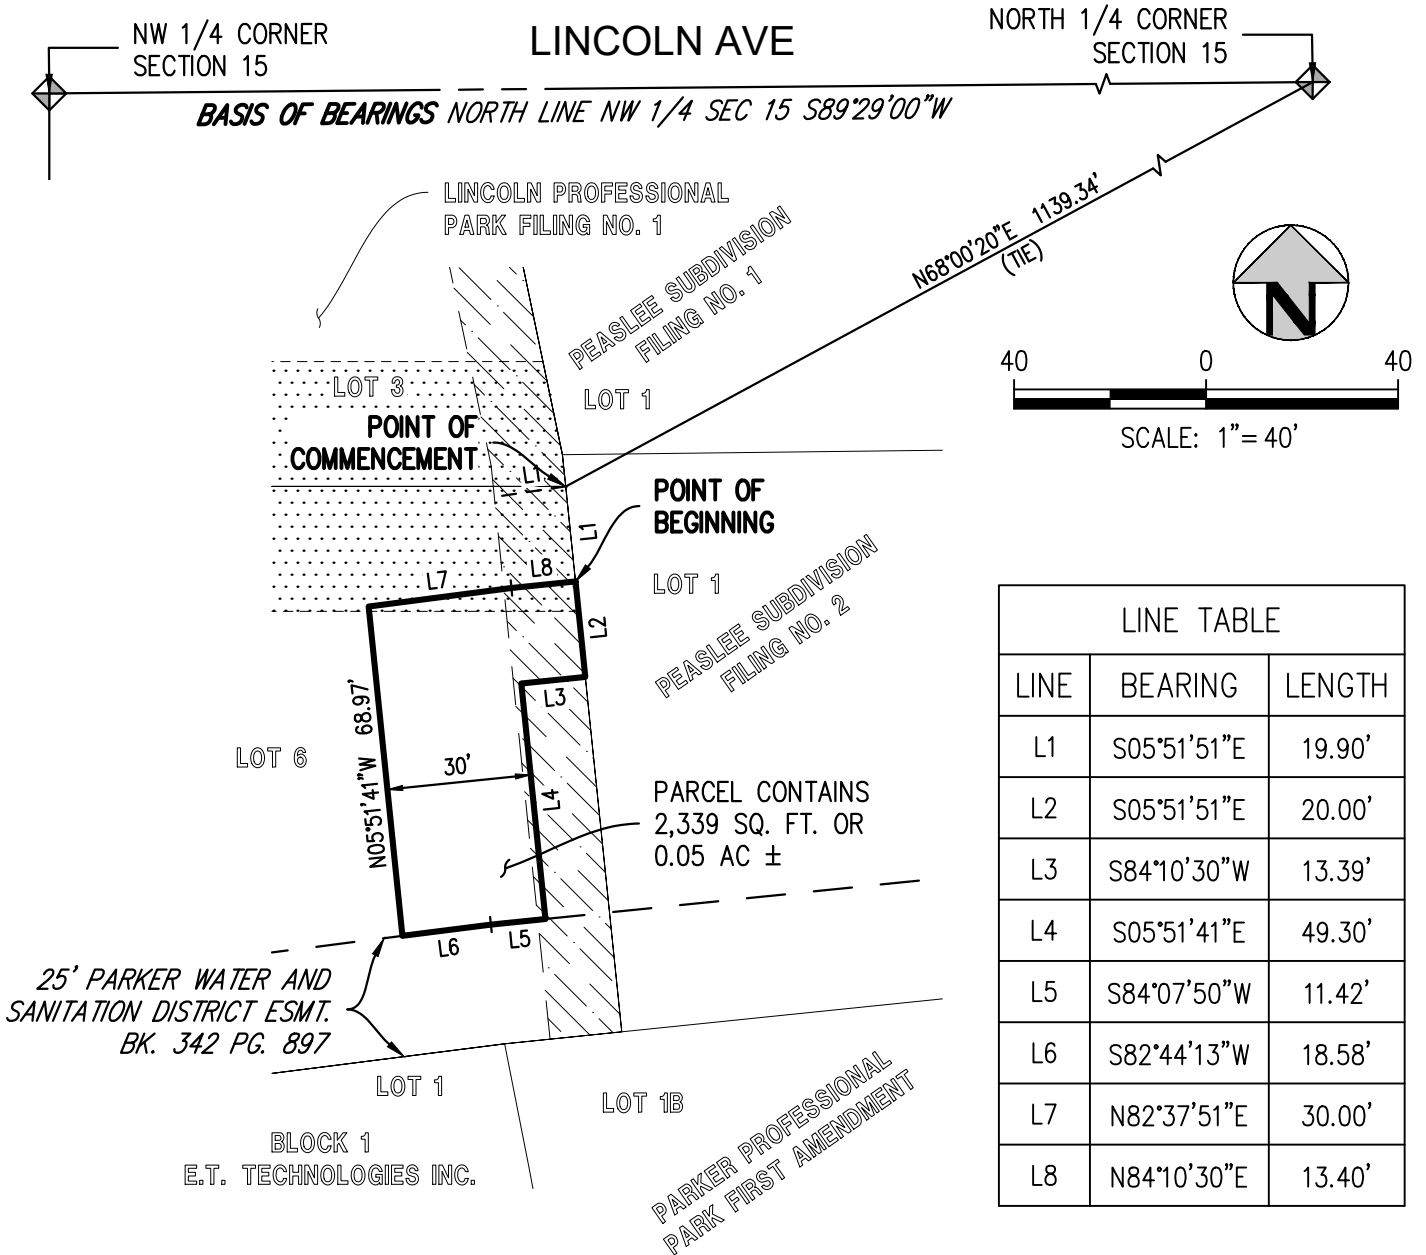 NW 1/4 CORNER
SECTION 15
LINCOLN AVE
NORTH 1/4 CORNER
SECTION 15
BASIS OF BEARINGS NORTH LINE NW 1/4 SEC 15 S89°29'00"W
LINCOLN PROFESSIONAL
PARK FILING NO. 1
PEASLEE SUBDIVISION
FILING NO. 1
N68°00'20"E 1139.34'
(TIE)
N
40 0 40
SCALE: 1"= 40'
LOT 3
LOT 1
POINT OF
COMMENCEMENT
L1
L1
POINT OF
BEGINNING
L7
L8
LOT 1
PEASLEE SUBDIVISION
FILING NO. 2
L2
L3
N05°51'41"W 68.97'
LOT 6
30'
L4
PARCEL CONTAINS
2,339 SQ. FT. OR
0.05 AC ±
L6
L5
25' PARKER WATER AND
SANITATION DISTRICT ESMT.
BK. 342 PG. 897
LOT 1
LOT 1B
BLOCK 1
E.T. TECHNOLOGIES INC.
PARKER PROFESSIONAL
PARK FIRST AMENDMENT
LINE TABLE
LINE BEARING LENGTH
L1 S05°51'51"E 19.90'
L2 S05°51'51"E 20.00'
L3 S84°10'30"W 13.39'
L4 S05°51'41"E 49.30'
L5 S84°07'50"W 11.42'
L6 S82°44'13"W 18.58'
L7 N82°37'51"E 30.00'
L8 N84°10'30"E 13.40'